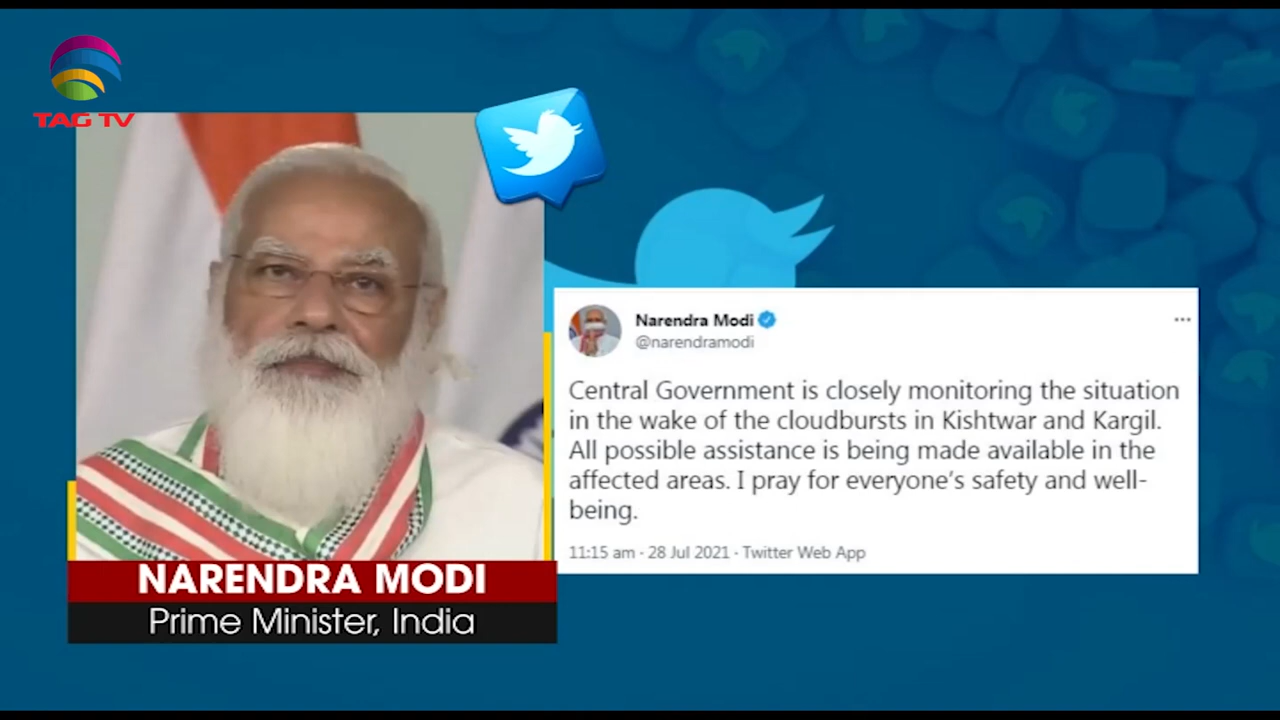 TAG TV
Narendra Modi
@narendramodi
Central Government is closely monitoring the situation
in the wake of the cloudbursts in Kishtwar and Kargil.
All possible assistance is being made available in the
affected areas. I pray for everyone’s safety and well-
being.
11:15 am · 28 Jul 2021 · Twitter Web App
NARENDRA MODI
Prime Minister, India